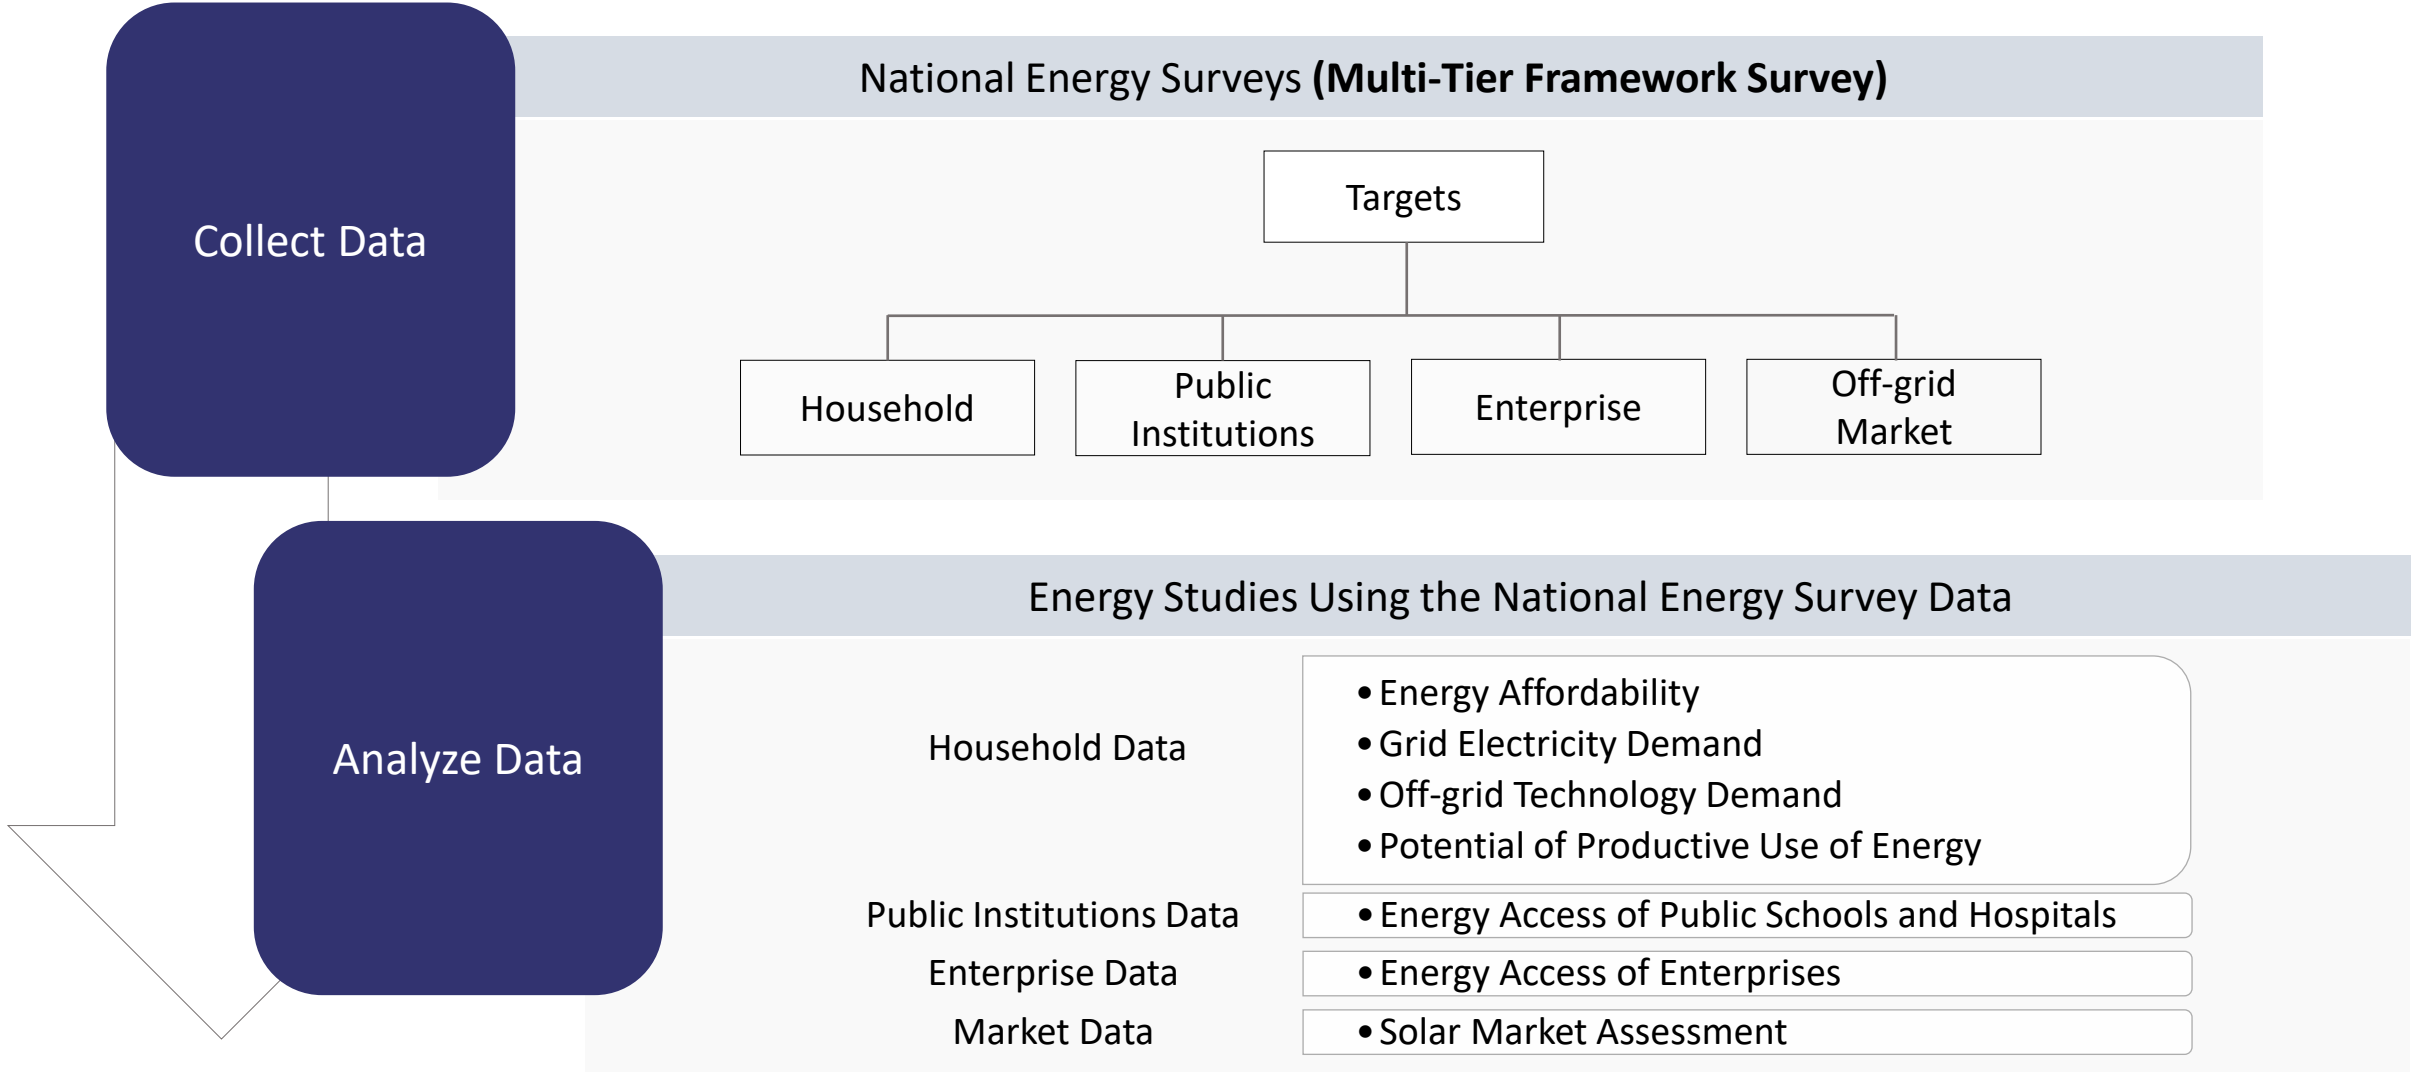 Collect Data
National Energy Surveys (Multi-Tier Framework Survey)
Targets
Household
Public
Institutions
Enterprise
Off-grid
Market
Analyze Data
Energy Studies Using the National Energy Survey Data
Household Data
•Energy Affordability
•Grid Electricity Demand
•Off-grid Technology Demand
•Potential of Productive Use of Energy
Public Institutions Data
•Energy Access of Public Schools and Hospitals
Enterprise Data
•Energy Access of Enterprises
Market Data
•Solar Market Assessment